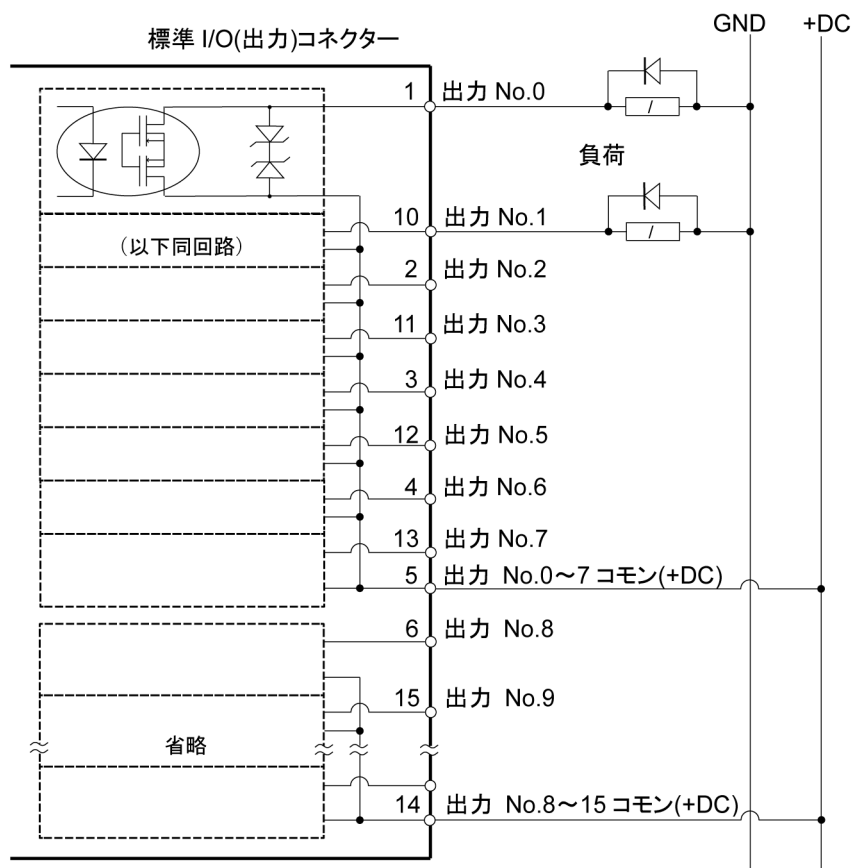 GND +DC
標準 I/O(出力)コネクター
1 出力 No.0
負荷
10 出力 No.1
(以下同回路)
2 出力 No.2
11 出力 No.3
3 出力 No.4
12 出力 No.5
4 出力 No.6
13 出力 No.7
5 出力 No.0～7 コモン(+DC)
6 出力 No.8
15 出力 No.9
省略
14 出力 No.8～15 コモン(+DC)